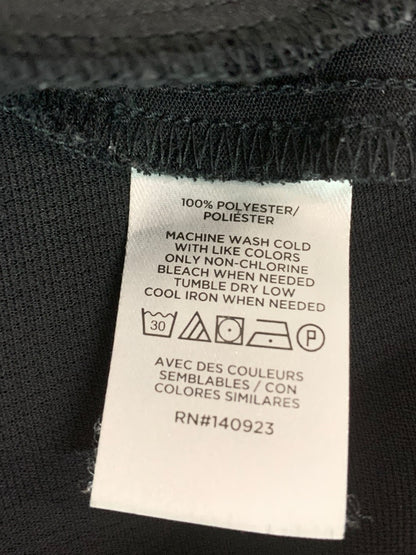 100% POLYESTER/
POLIÉSTER
MACHINE WASH COLD
WITH LIKE COLORS
ONLY NON-CHLORINE
BLEACH WHEN NEEDED
TUMBLE DRY LOW
COOL IRON WHEN NEEDED
30 P
AVEC DES COULEURS
SEMBLABLES / CON
COLORES SIMILARES
RN#140923